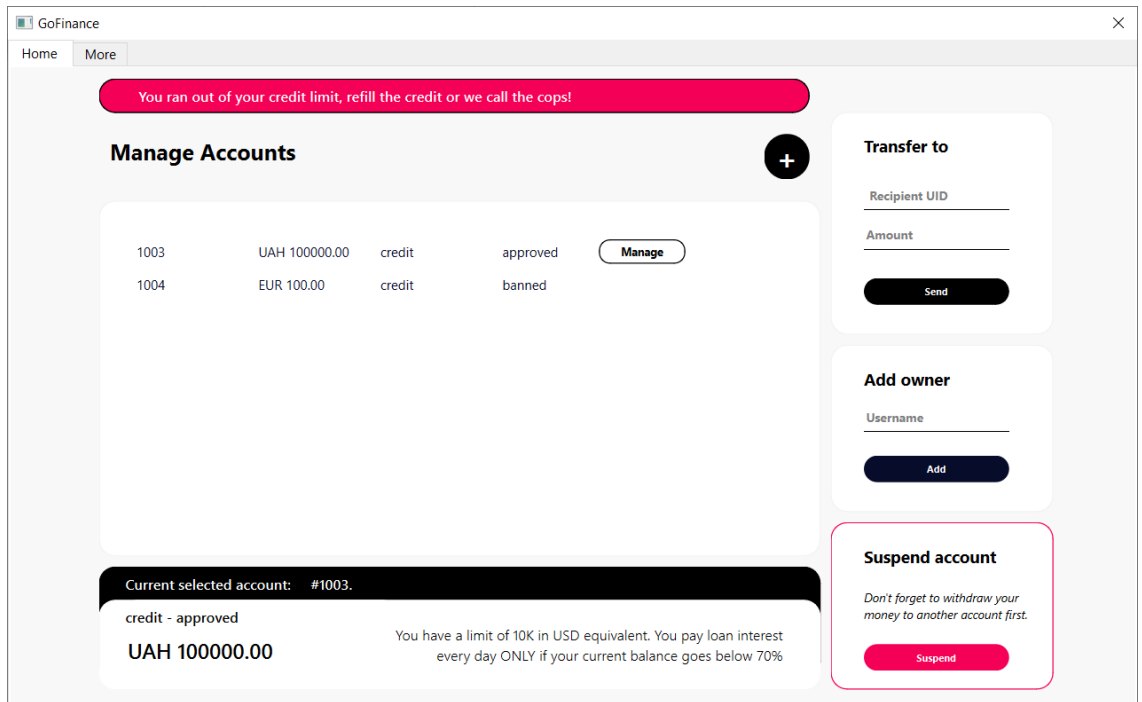 GoFinance
Home More
You ran out of your credit limit, refill the credit or we call the cops!
Manage Accounts
+
1003 UAH 100000.00 credit approved Manage
1004 EUR 100.00 credit banned
Current selected account: #1003.
credit - approved
UAH 100000.00
You have a limit of 10K in USD equivalent. You pay loan interest
every day ONLY if your current balance goes below 70%
Transfer to
Recipient UID
Amount
Send
Add owner
Username
Add
Suspend account
Don't forget to withdraw your
money to another account first.
Suspend